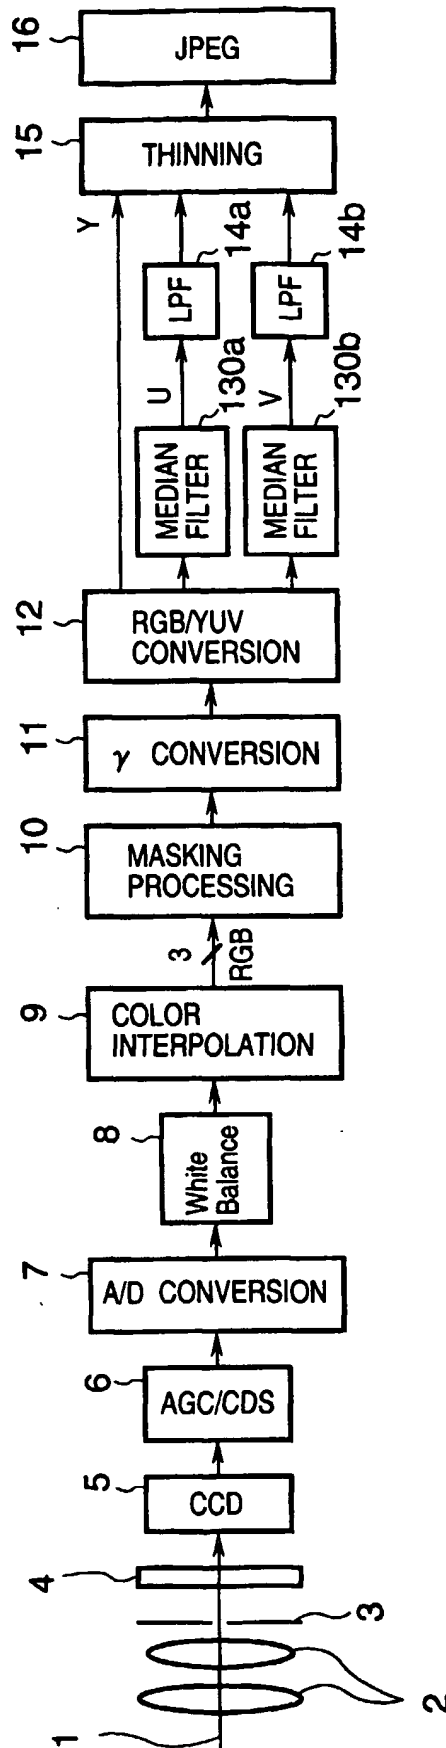 1
2
3
4
5
CCD
6
AGC/CDS
7
A/D CONVERSION
8
White
Balance
9
COLOR
INTERPOLATION
3
RGB
10
MASKING
PROCESSING
11
γ CONVERSION
12
RGB/YUV
CONVERSION
Y
MEDIAN
FILTER
130a
U
LPF
14a
MEDIAN
FILTER
130b
V
LPF
14b
15
THINNING
16
JPEG